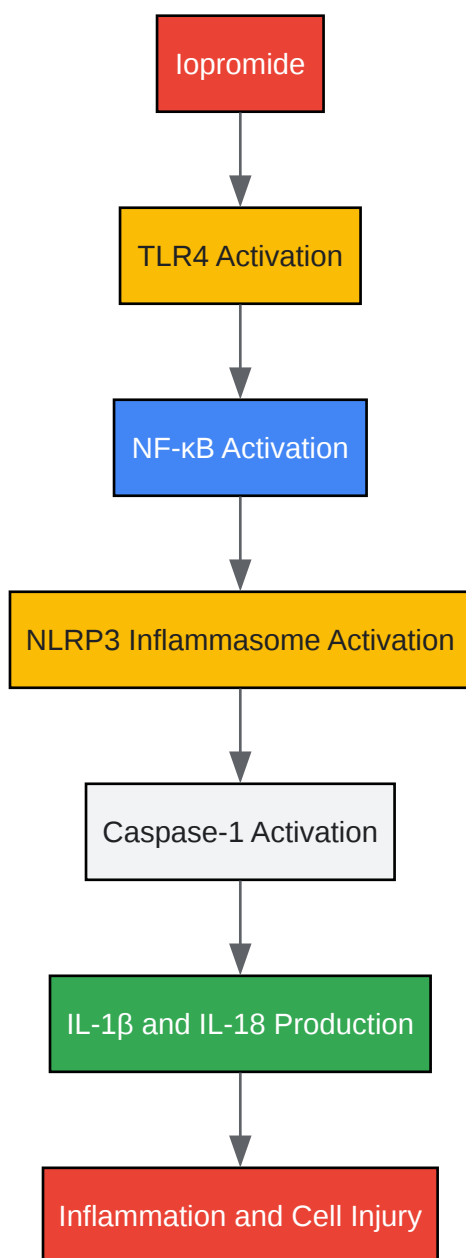 Iopromide
TLR4 Activation
NF-κB Activation
NLRP3 Inflammasome Activation
Caspase-1 Activation
IL-1β and IL-18 Production
Inflammation and Cell Injury